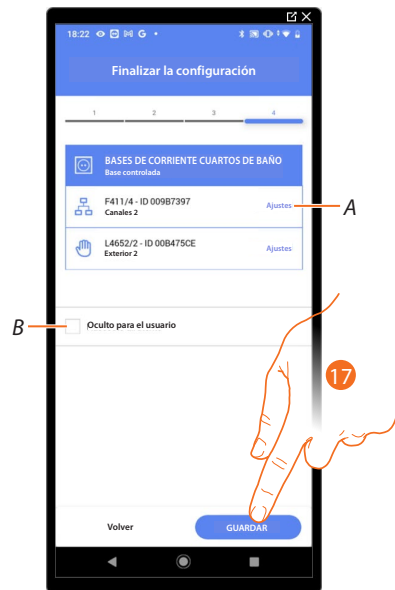 18:22
Finalizar la configuración
1 2 3 4
BASES DE CORRIENTE CUARTOS DE BAÑO
Base controlada
F411/4 - ID 009B7397
Canales 2
Ajustes
A
L4652/2 - ID 00B475CE
Exterior 2
Ajustes
B
Oculto para el usuario
17
Volver
GUARDAR